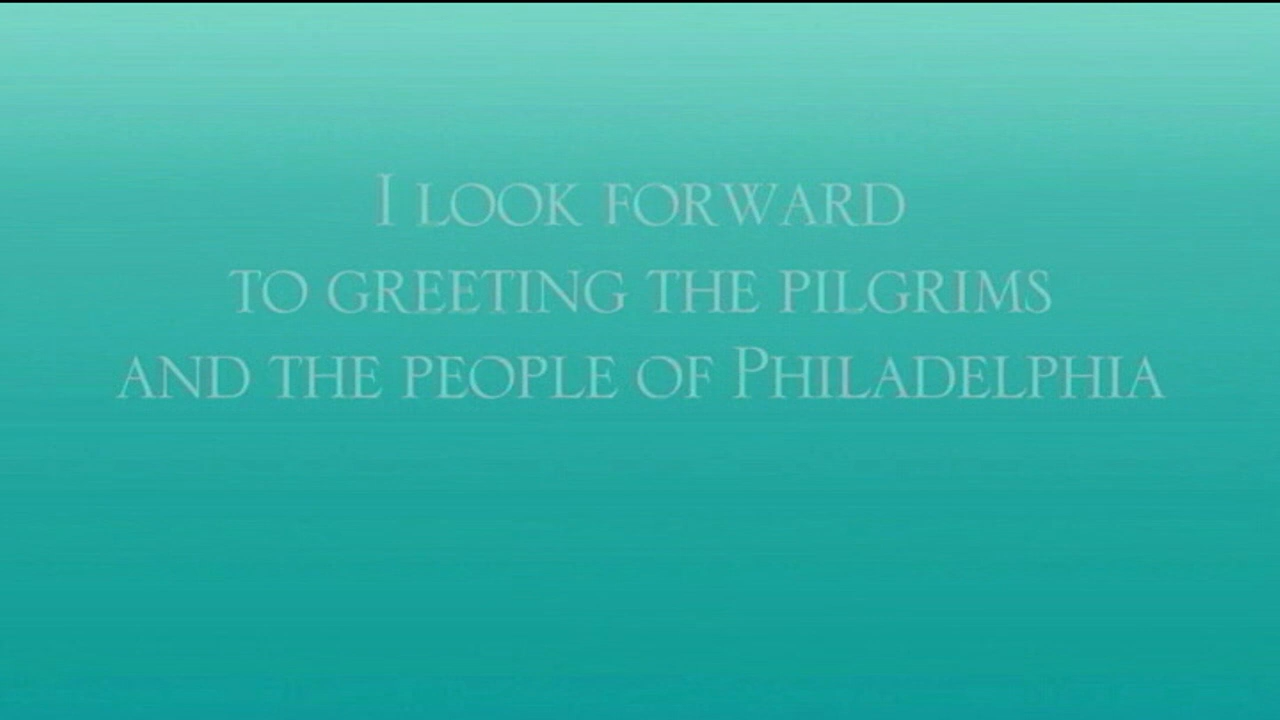 I LOOK FORWARD
TO GREETING THE PILGRIMS
AND THE PEOPLE OF PHILADELPHIA